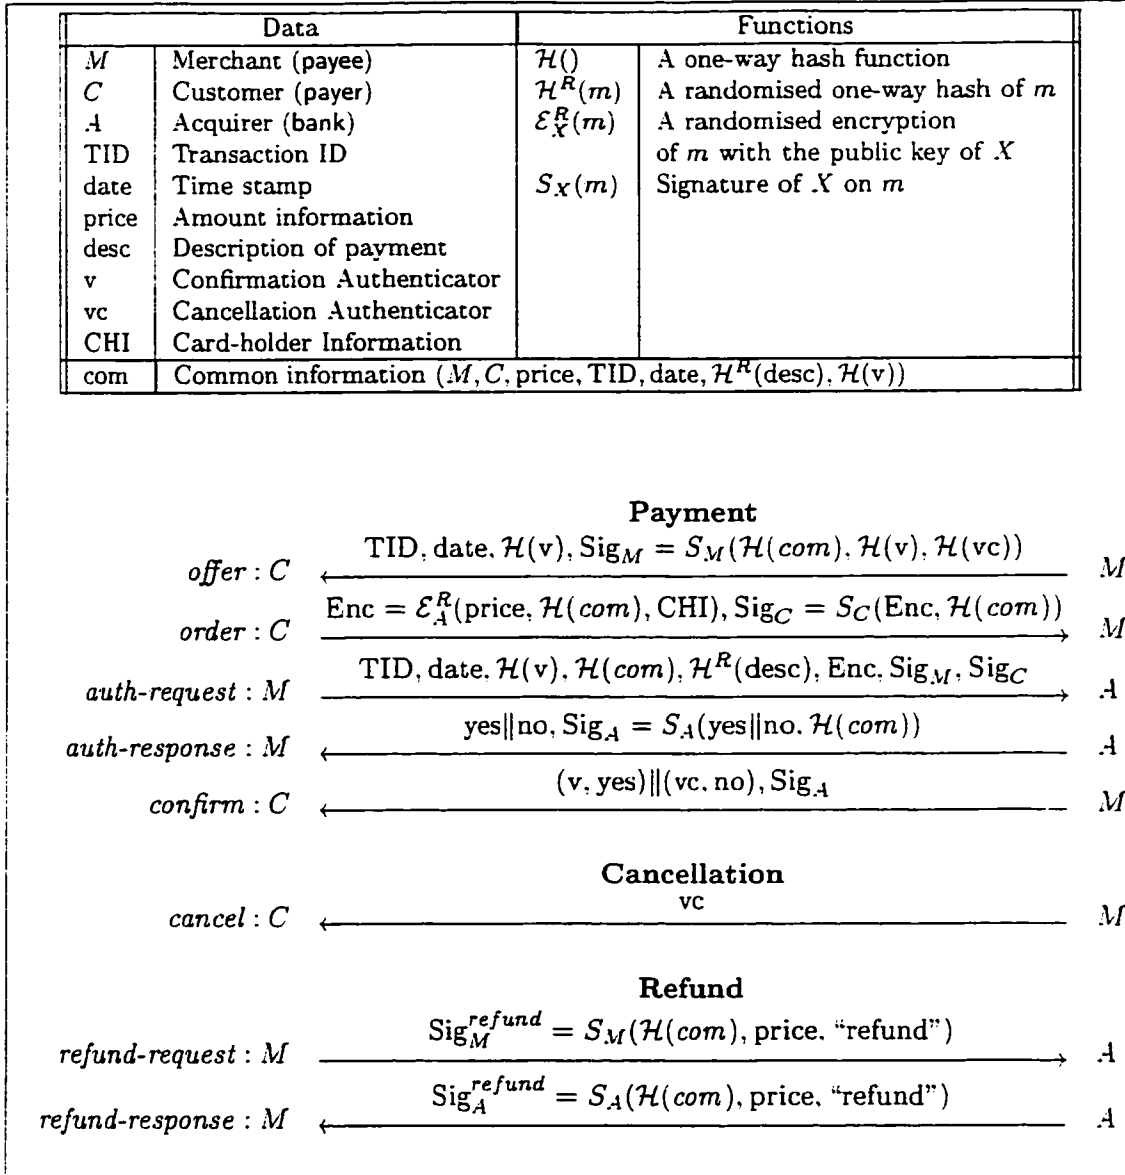 Data Functions
M Merchant (payee) ℋ() A one-way hash function
C Customer (payer) ℋ^R(m) A randomised one-way hash of m
A Acquirer (bank) ℰ_X^R(m) A randomised encryption
TID Transaction ID of m with the public key of X
date Time stamp S_X(m) Signature of X on m
price Amount information
desc Description of payment
v Confirmation Authenticator
vc Cancellation Authenticator
CHI Card-holder Information
com Common information (M, C, price, TID, date, ℋ^R(desc), ℋ(v))
Payment
TID, date, ℋ(v), Sig_M = S_M(ℋ(com), ℋ(v), ℋ(vc))
offer : C ← M
Enc = ℰ_A^R(price, ℋ(com), CHI), Sig_C = S_C(Enc, ℋ(com))
order : C → M
TID, date, ℋ(v), ℋ(com), ℋ^R(desc), Enc, Sig_M, Sig_C
auth-request : M → A
yes||no, Sig_A = S_A(yes||no, ℋ(com))
auth-response : M ← A
(v, yes)||(vc, no), Sig_A
confirm : C ← M
Cancellation
vc
cancel : C ← M
Refund
Sig_M^refund = S_M(ℋ(com), price, “refund”)
refund-request : M → A
Sig_A^refund = S_A(ℋ(com), price, “refund”)
refund-response : M ← A